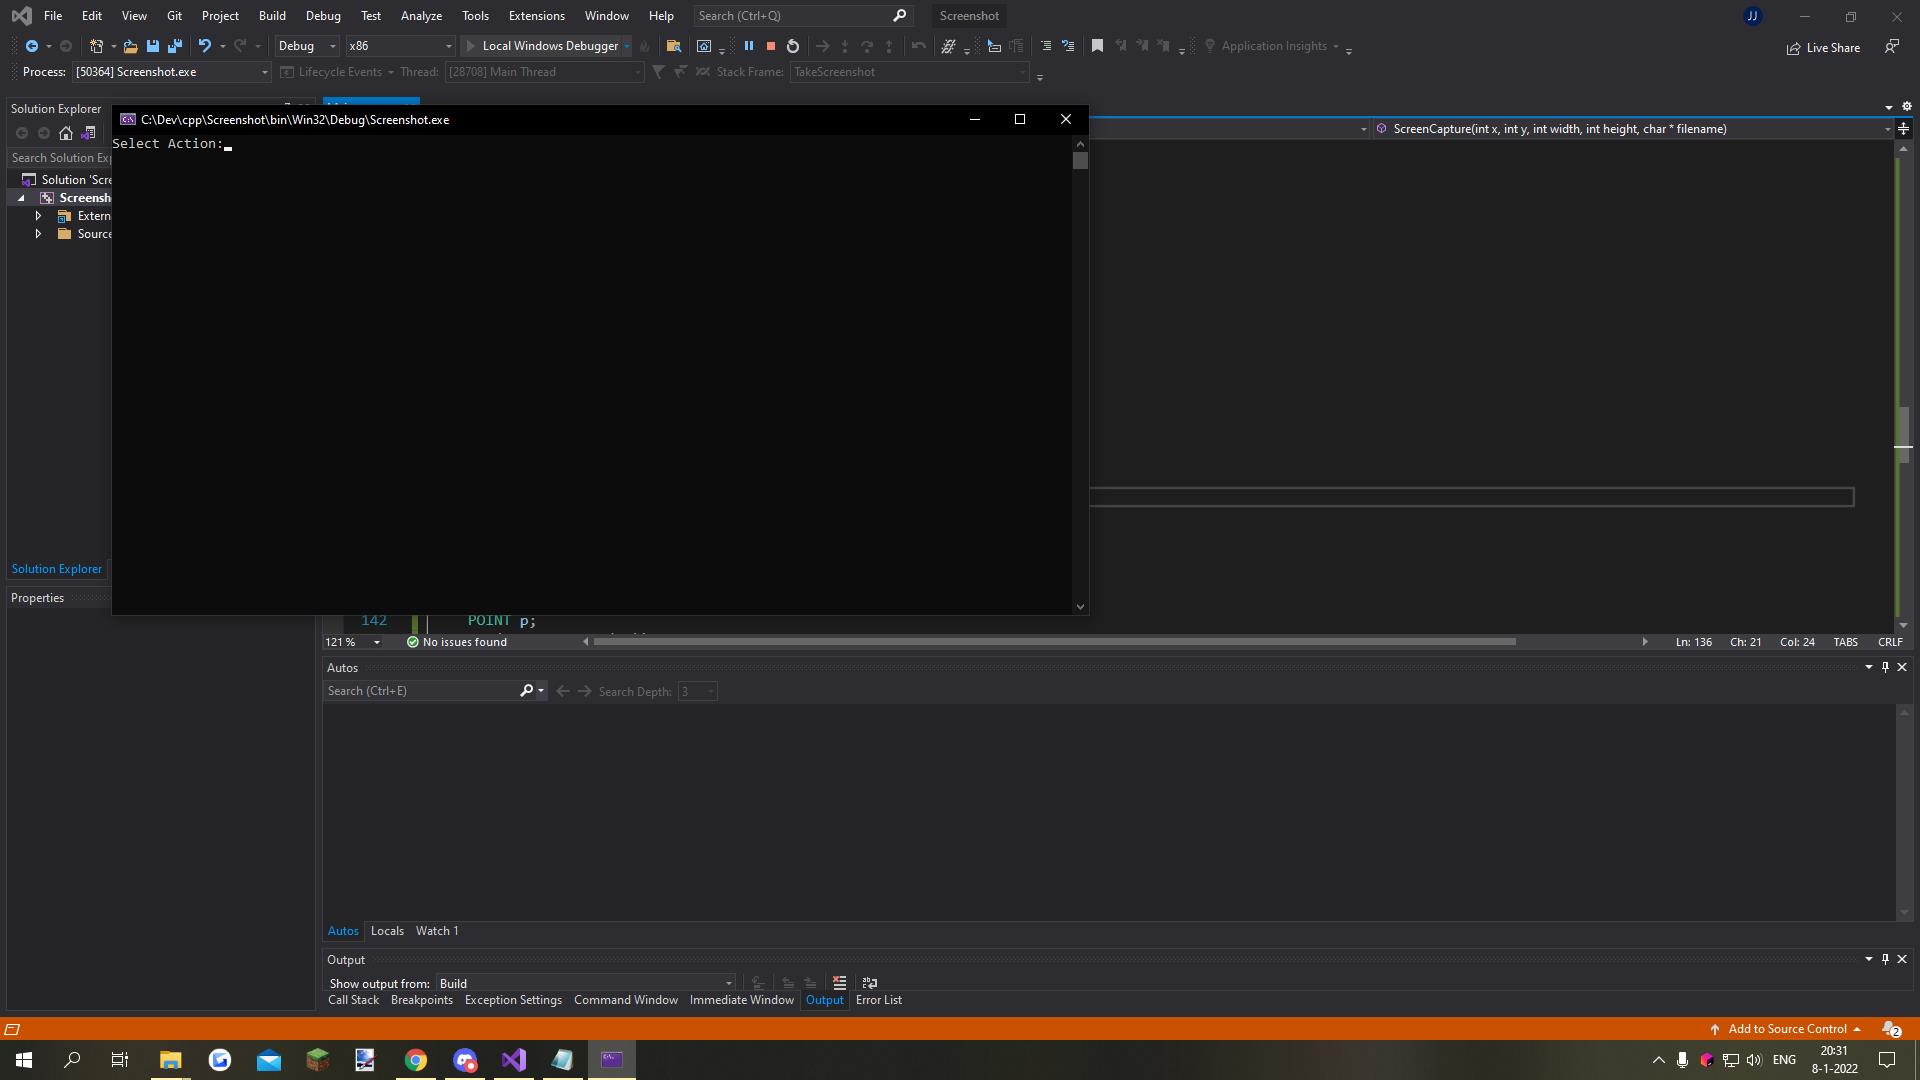 File Edit View Git Project Build Debug Test Analyze Tools Extensions Window Help Search (Ctrl+Q) Screenshot JJ
Debug x86 Local Windows Debugger Application Insights Live Share
Process: [50364] Screenshot.exe Lifecycle Events Thread: [28708] Main Thread Stack Frame: TakeScreenshot
Solution Explorer
C:\Dev\cpp\Screenshot\bin\Win32\Debug\Screenshot.exe
ScreenCapture(int x, int y, int width, int height, char * filename)
Select Action:
Search Solution Exp
Solution 'Scre
Screensh
Extern
Source
Solution Explorer
Properties
142 POINT p;
121 % No issues found Ln: 136 Ch: 21 Col: 24 TABS CRLF
Autos
Search (Ctrl+E) Search Depth: 3
Autos Locals Watch 1
Output
Show output from: Build
Call Stack Breakpoints Exception Settings Command Window Immediate Window Output Error List
Add to Source Control 2
ENG 20:31
8-1-2022